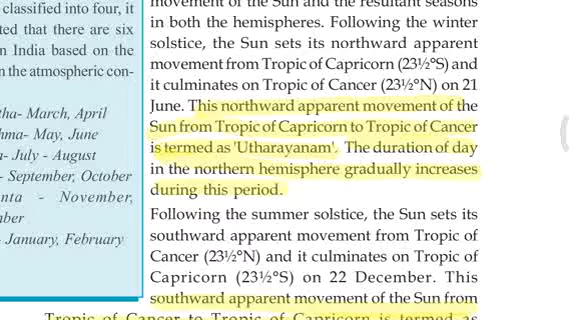 classified into four, it
ted that there are six
n India based on the
n the atmospheric con-
tha- March, April
hma- May, June
a- July - August
- September, October
nta - November,
mber
- January, February
movement of the Sun and the resultant seasons
in both the hemispheres. Following the winter
solstice, the Sun sets its northward apparent
movement from Tropic of Capricorn (23½°S) and
it culminates on Tropic of Cancer (23½°N) on 21
June. This northward apparent movement of the
Sun from Tropic of Capricorn to Tropic of Cancer
is termed as 'Utharayanam'. The duration of day
in the northern hemisphere gradually increases
during this period.
Following the summer solstice, the Sun sets its
southward apparent movement from Tropic of
Cancer (23½°N) and it culminates on Tropic of
Capricorn (23½°S) on 22 December. This
southward apparent movement of the Sun from
Tropic of Cancer to Tropic of Capricorn is termed as